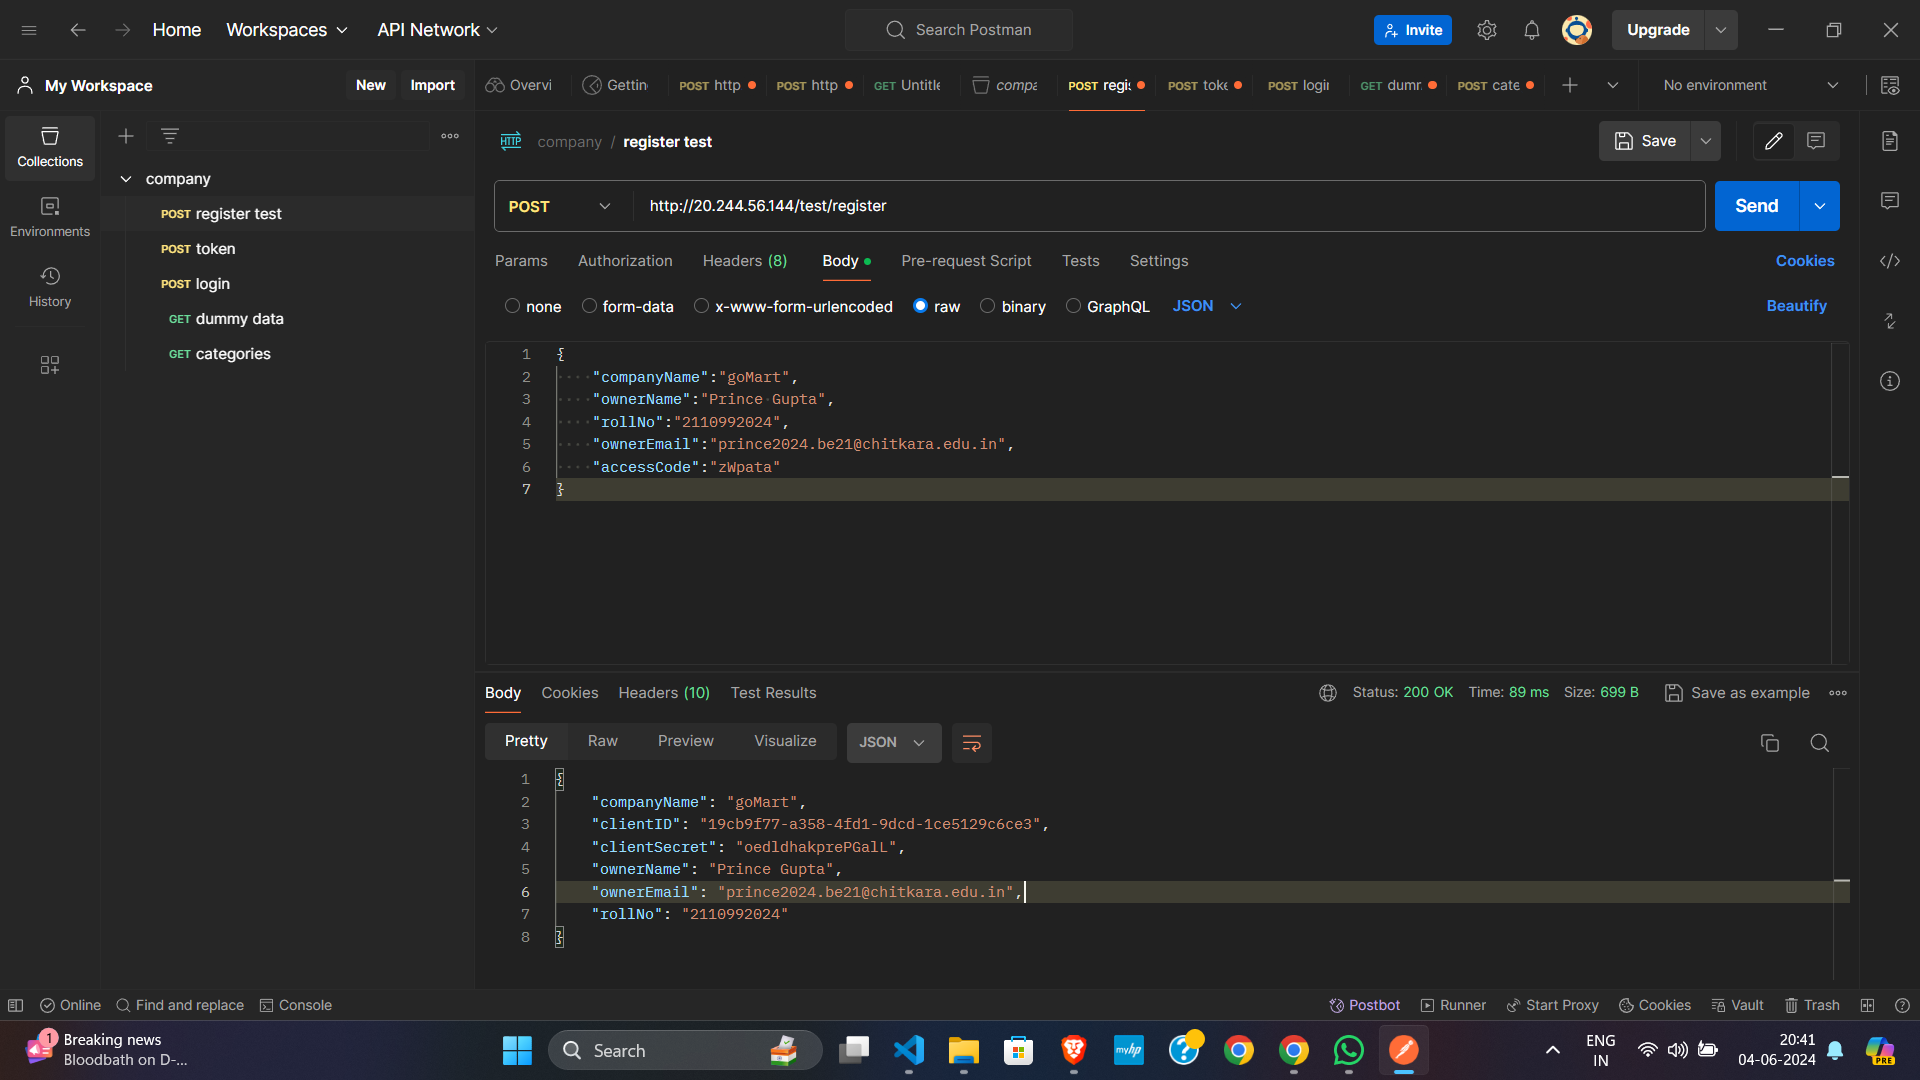 Home
Workspaces
API Network
Search Postman
Invite
Upgrade
My Workspace
New
Import
Overvi
Gettin
POST http
POST http
GET Untitle
compa
POST regis
POST toke
POST login
GET dumr
POST cate
No environment
Collections
Environments
History
company
POST register test
POST token
POST login
GET dummy data
GET categories
HTTP company / register test
Save
POST
http://20.244.56.144/test/register
Send
Params
Authorization
Headers (8)
Body
Pre-request Script
Tests
Settings
Cookies
none
form-data
x-www-form-urlencoded
raw
binary
GraphQL
JSON
Beautify
1 {
2 "companyName":"goMart",
3 "ownerName":"Prince Gupta",
4 "rollNo":"2110992024",
5 "ownerEmail":"prince2024.be21@chitkara.edu.in",
6 "accessCode":"zWpata"
7 }
Body
Cookies
Headers (10)
Test Results
Status: 200 OK
Time: 89 ms
Size: 699 B
Save as example
Pretty
Raw
Preview
Visualize
JSON
1 {
2 "companyName": "goMart",
3 "clientID": "19cb9f77-a358-4fd1-9dcd-1ce5129c6ce3",
4 "clientSecret": "oedldhakprePGalL",
5 "ownerName": "Prince Gupta",
6 "ownerEmail": "prince2024.be21@chitkara.edu.in",
7 "rollNo": "2110992024"
8 }
Online
Find and replace
Console
Postbot
Runner
Start Proxy
Cookies
Vault
Trash
1
Breaking news
Bloodbath on D-...
Search
myhp
ENG
IN
20:41
04-06-2024
PRE